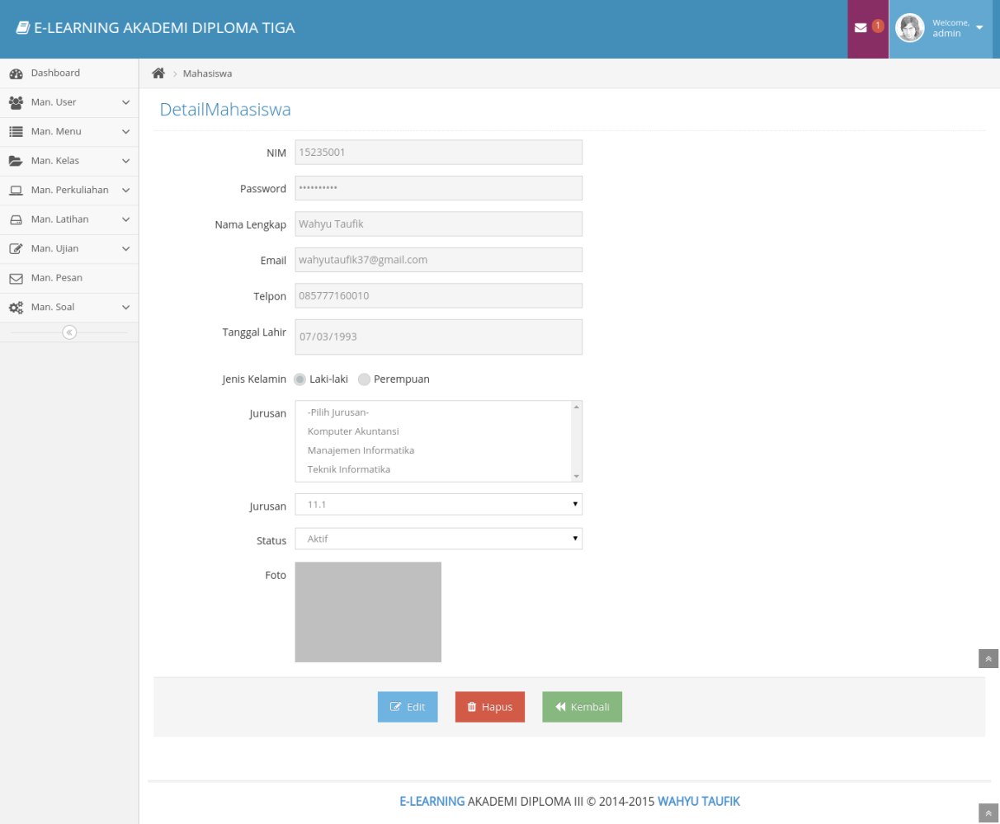 E-LEARNING AKADEMI DIPLOMA TIGA
1
Welcome,
admin
Dashboard
Man. User
Man. Menu
Man. Kelas
Man. Perkuliahan
Man. Latihan
Man. Ujian
Man. Pesan
Man. Soal
Mahasiswa
DetailMahasiswa
NIM 15235001
Password ••••••••••
Nama Lengkap Wahyu Taufik
Email wahyutaufik37@gmail.com
Telpon 085777160010
Tanggal Lahir 07/03/1993
Jenis Kelamin Laki-laki Perempuan
Jurusan -Pilih Jurusan-
Komputer Akuntansi
Manajemen Informatika
Teknik Informatika
Jurusan 11.1
Status Aktif
Foto
Edit Hapus Kembali
E-LEARNING AKADEMI DIPLOMA III © 2014-2015 WAHYU TAUFIK